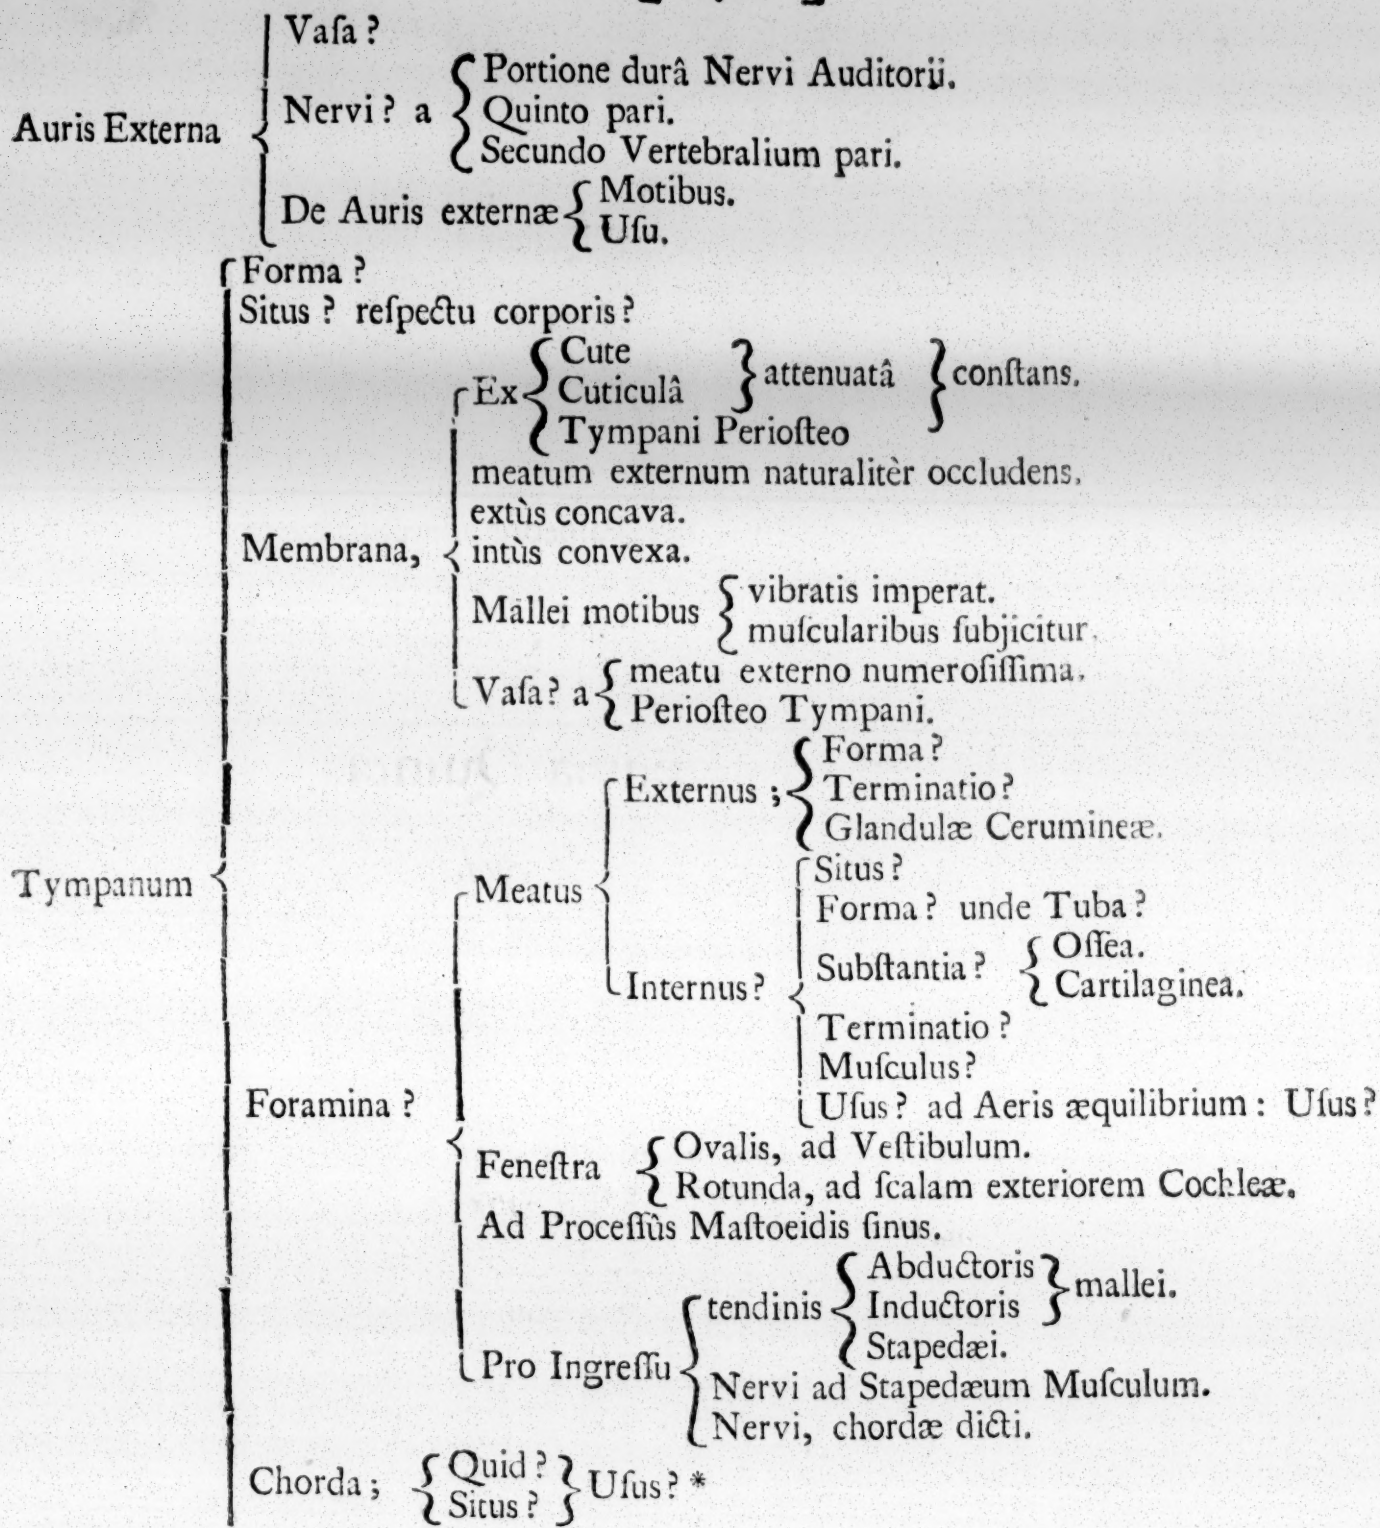 Vaſa ?
Portione durâ Nervi Auditorii.
Nervi ? a
Quinto pari.
Auris Externa
Secundo Vertebralium pari.
Motibus.
De Auris externæ
Uſu.
Forma ?
Situs ? reſpectu corporis ?
Cute
Ex
attenuatâ
conſtans.
Cuticulâ
Tympani Perioſteo
meatum externum naturalitèr occludens.
extùs concava.
Membrana,
intùs convexa.
vibratis imperat.
Mallei motibus
muſcularibus ſubjicitur.
meatu externo numeroſiſſima.
Vaſa ? a
Perioſteo Tympani.
Forma ?
Externus ;
Terminatio ?
Glandulæ Cerumineæ.
Situs ?
Tympanum
Meatus
Forma ? unde Tuba ?
Oſſea.
Subſtantia ?
Cartilaginea.
Internus ?
Terminatio ?
Muſculus ?
Foramina ?
Uſus ? ad Aeris æquilibrium : Uſus ?
Ovalis, ad Veſtibulum.
Feneſtra
Rotunda, ad ſcalam exteriorem Cochleæ.
Ad Proceſſûs Maſtoeidis ſinus.
Abductoris
mallei.
tendinis
Inductoris
Stapedæi.
Pro Ingreſſu
Nervi ad Stapedæum Muſculum.
Nervi, chordæ dicti.
Quid ?
Chorda ;
Uſus ? *
Situs ?